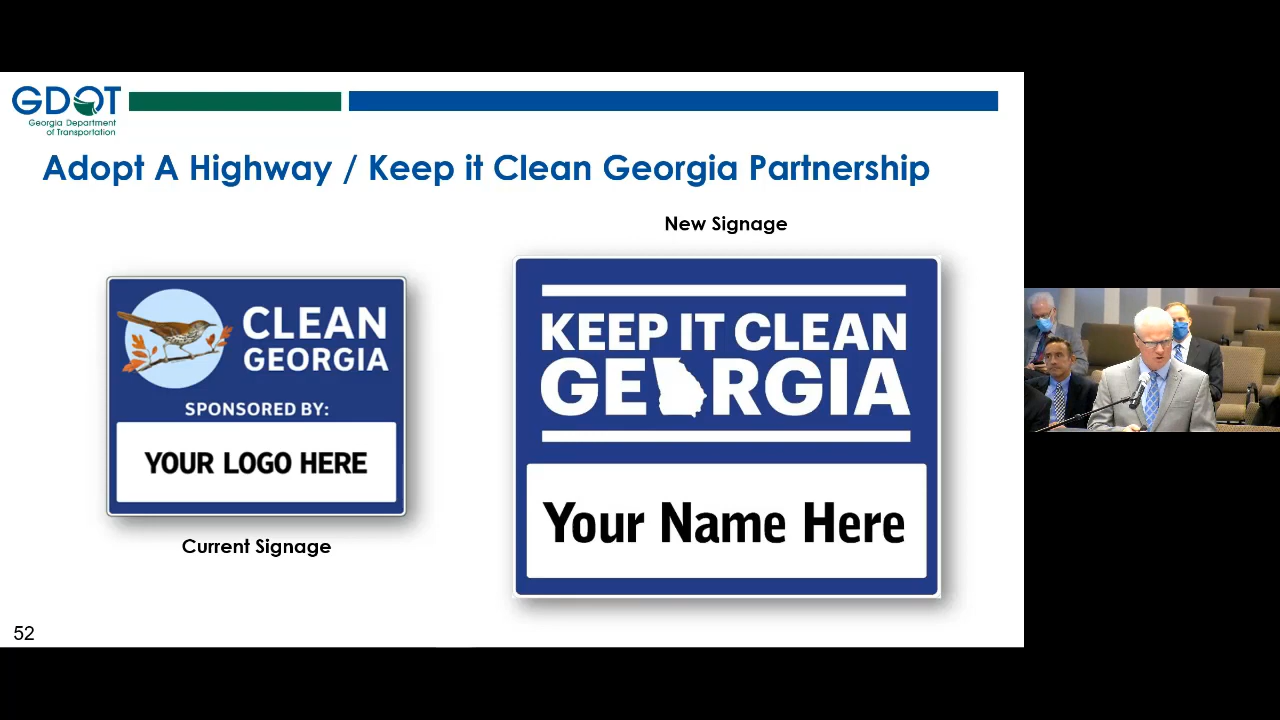 GDOT
Georgia Department
of Transportation
Adopt A Highway / Keep it Clean Georgia Partnership
New Signage
CLEAN
GEORGIA
SPONSORED BY:
YOUR LOGO HERE
Current Signage
KEEP IT CLEAN
GEORGIA
Your Name Here
52